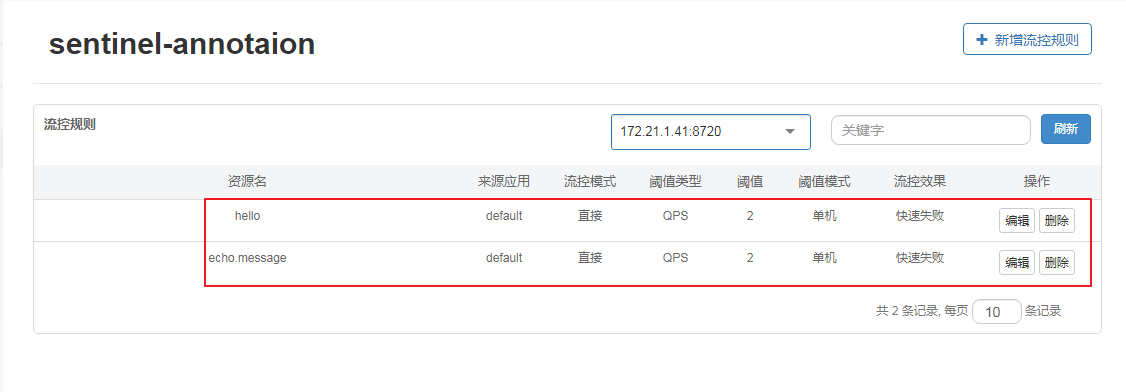 sentinel-annotaion
新增流控规则
流控规则 172.21.1.41:8720 关键字 刷新
资源名 来源应用 流控模式 阈值类型 阈值 阈值模式 流控效果 操作
hello default 直接 QPS 2 单机 快速失败 编辑 删除
echo.message default 直接 QPS 2 单机 快速失败 编辑 删除
共 2 条记录, 每页 10 条记录